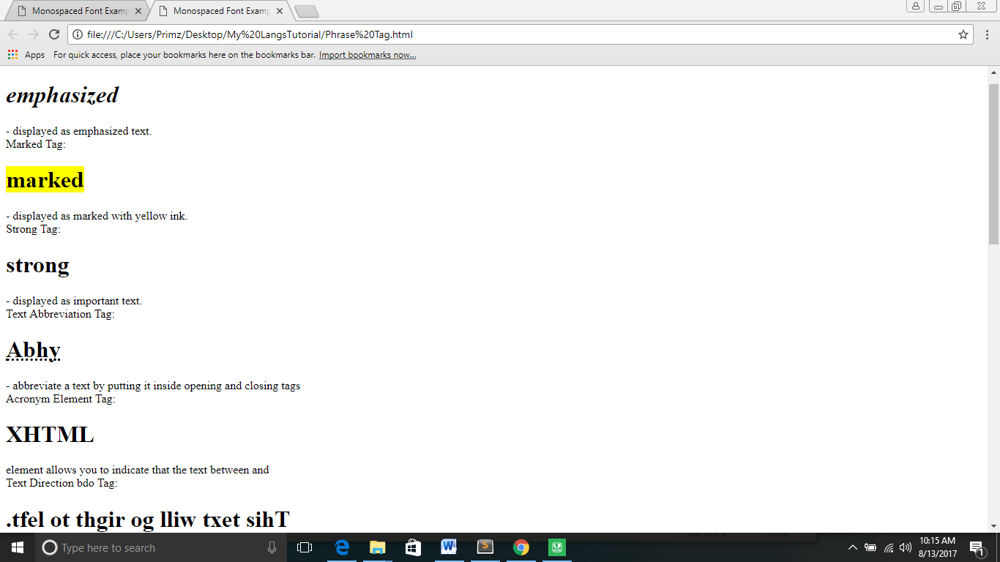 Monospaced Font Examp
Monospaced Font Examp
file:///C:/Users/Primz/Desktop/My%20LangsTutorial/Phrase%20Tag.html
Apps For quick access, place your bookmarks here on the bookmarks bar. Import bookmarks now...
emphasized
- displayed as emphasized text.
Marked Tag:
marked
- displayed as marked with yellow ink.
Strong Tag:
strong
- displayed as important text.
Text Abbreviation Tag:
Abhy
- abbreviate a text by putting it inside opening and closing tags
Acronym Element Tag:
XHTML
element allows you to indicate that the text between and
Text Direction bdo Tag:
.tfel ot thgir og lliw txet sihT
Type here to search
10:15 AM
8/13/2017
1